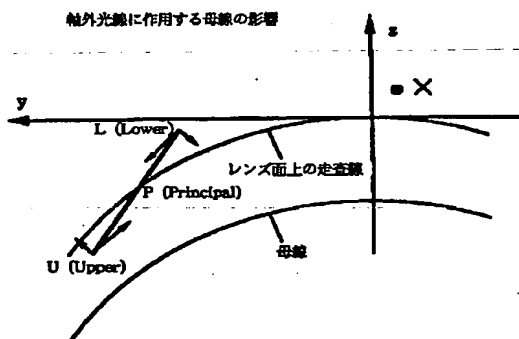 軸外光線に作用する母線の影響
z
X
y
L (Lower)
レンズ面上の走査線
P (Principal)
U (Upper)
母線